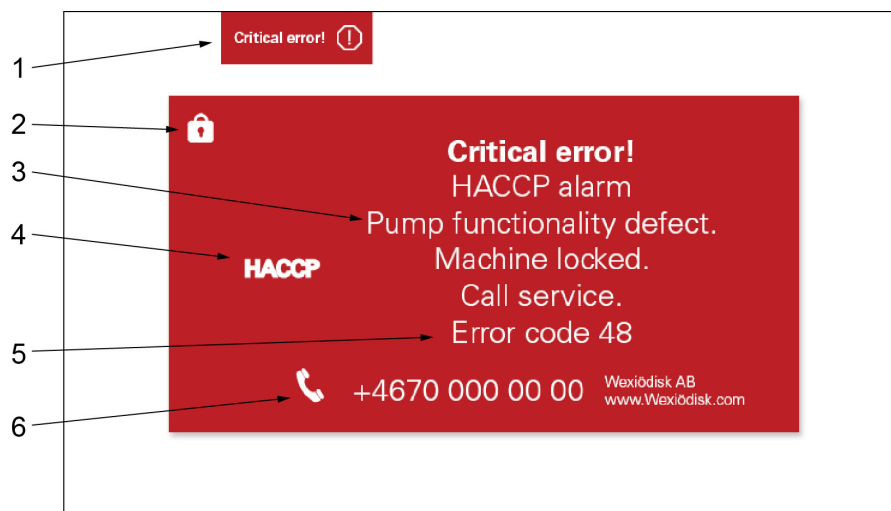 Critical error!
1
2
Critical error!
HACCP alarm
3
Pump functionality defect.
4
Machine locked.
HACCP
Call service.
5
Error code 48
6
+4670 000 00 00
Wexiödisk AB
www.Wexiödisk.com